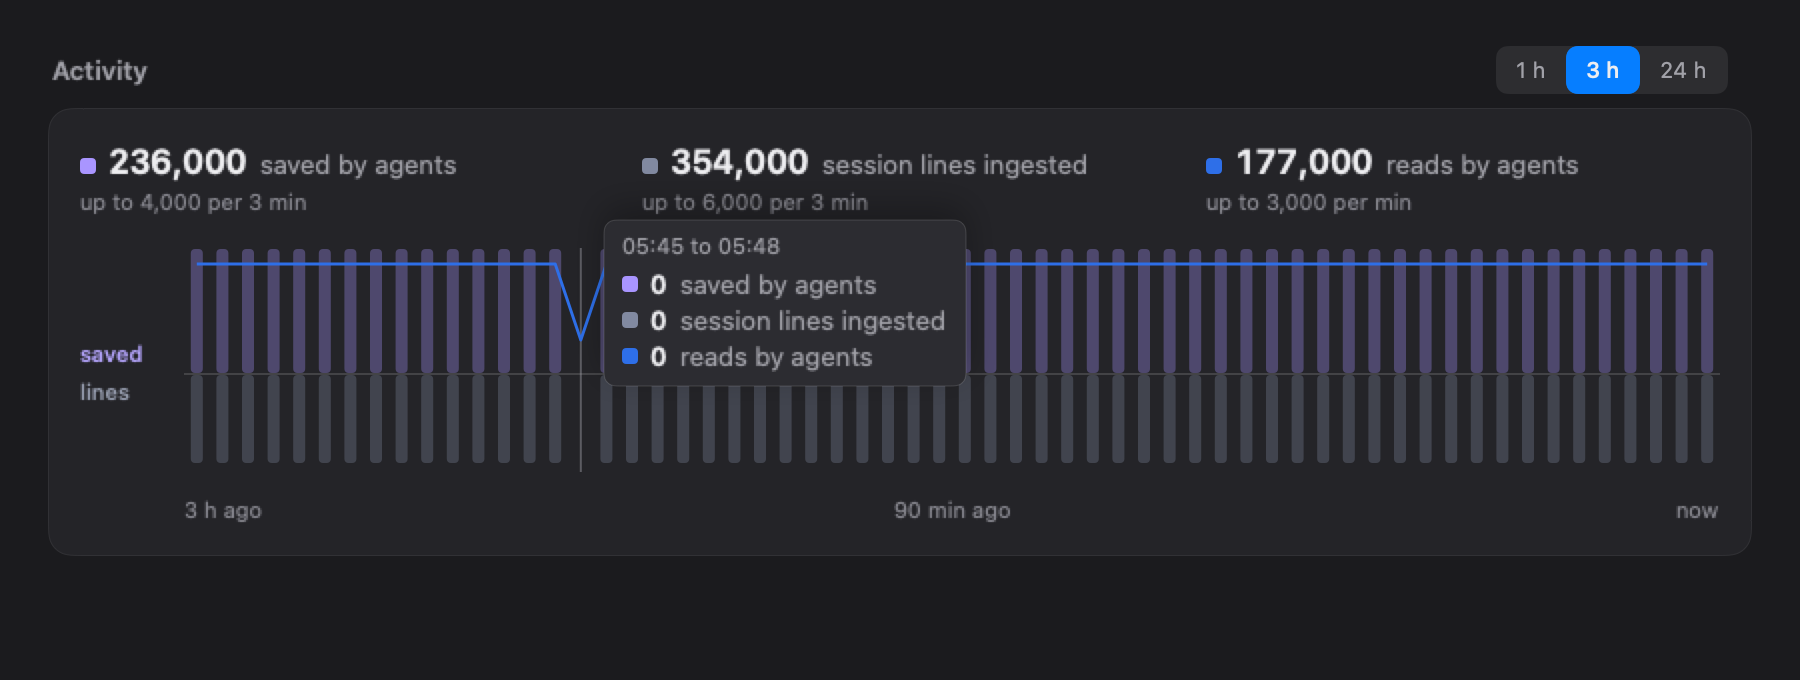 Activity
1 h 3 h 24 h
236,000 saved by agents
up to 4,000 per 3 min
354,000 session lines ingested
up to 6,000 per 3 min
177,000 reads by agents
up to 3,000 per min
05:45 to 05:48
0 saved by agents
0 session lines ingested
0 reads by agents
saved
lines
3 h ago
90 min ago
now